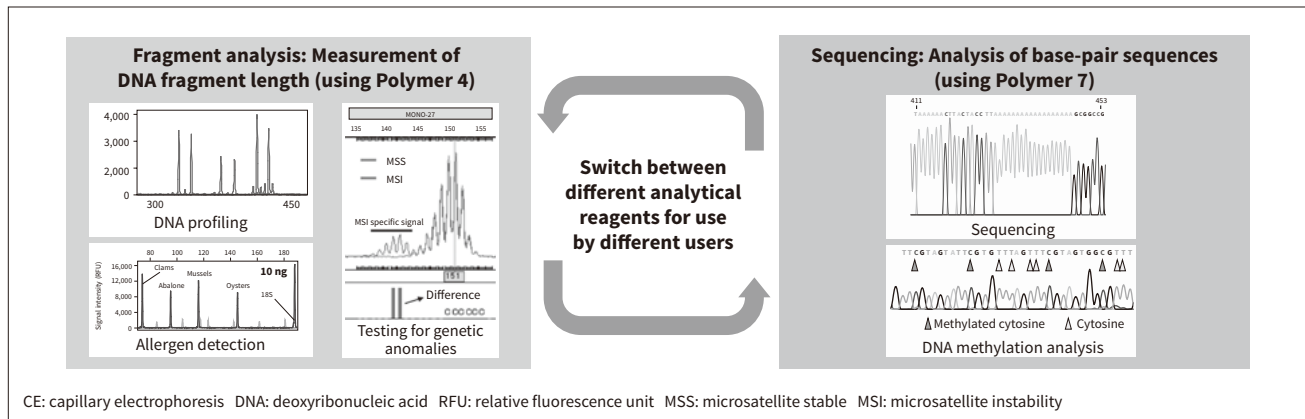 Fragment analysis: Measurement of
DNA fragment length (using Polymer 4)
4,000
3,000
2,000
0
300
450
DNA profiling
80
100
120
140
160
180
16,000
12,000
8,000
4,000
0
Signal intensity (RFU)
Clams
Abalone
Mussels
Oysters
10 ng
18S
Allergen detection
MONO-27
135
140
145
150
155
MSS
MSI
MSI specific signal
151
Difference
Testing for genetic
anomalies
Switch between
different analytical
reagents for use
by different users
Sequencing: Analysis of base-pair sequences
(using Polymer 7)
411
453
Sequencing
TTCGTAGTATTCGTGTTTAGTTTCGTAGTGGCGTTT
Methylated cytosine
Cytosine
DNA methylation analysis
CE: capillary electrophoresis DNA: deoxyribonucleic acid RFU: relative fluorescence unit MSS: microsatellite stable MSI: microsatellite instability